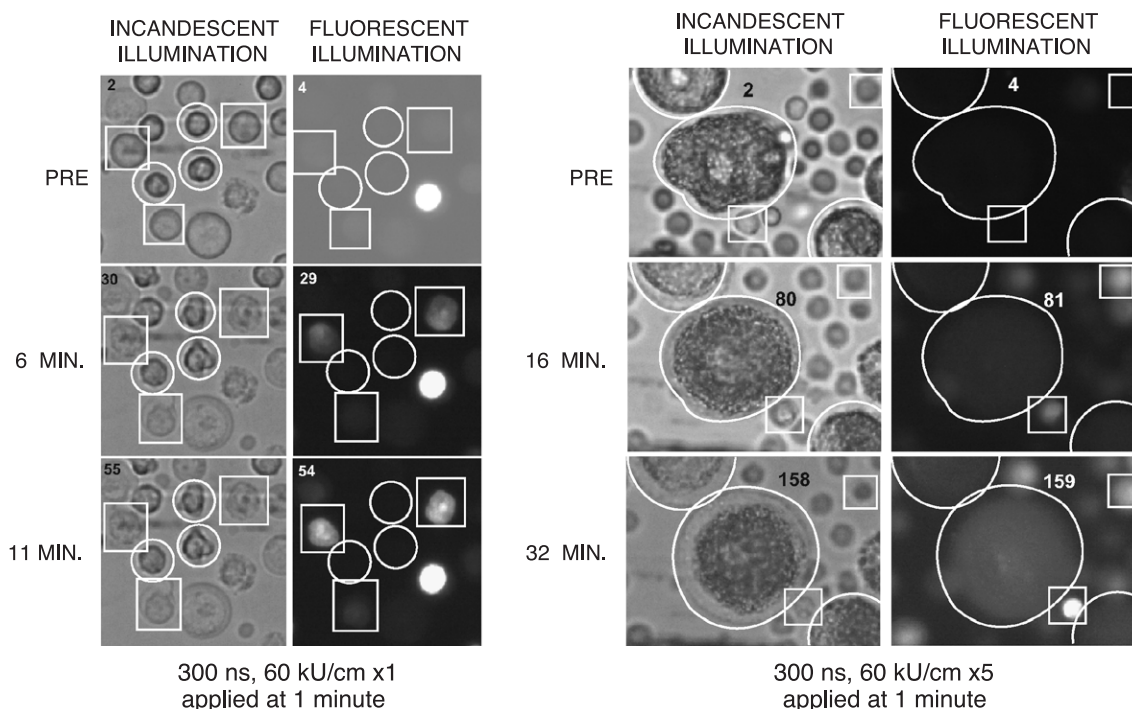 INCANDESCENT
ILLUMINATION
FLUORESCENT
ILLUMINATION
PRE
2
4
6 MIN.
30
29
11 MIN.
55
54
300 ns, 60 kU/cm x1
applied at 1 minute
INCANDESCENT
ILLUMINATION
FLUORESCENT
ILLUMINATION
PRE
2
4
16 MIN.
80
81
32 MIN.
158
159
300 ns, 60 kU/cm x5
applied at 1 minute